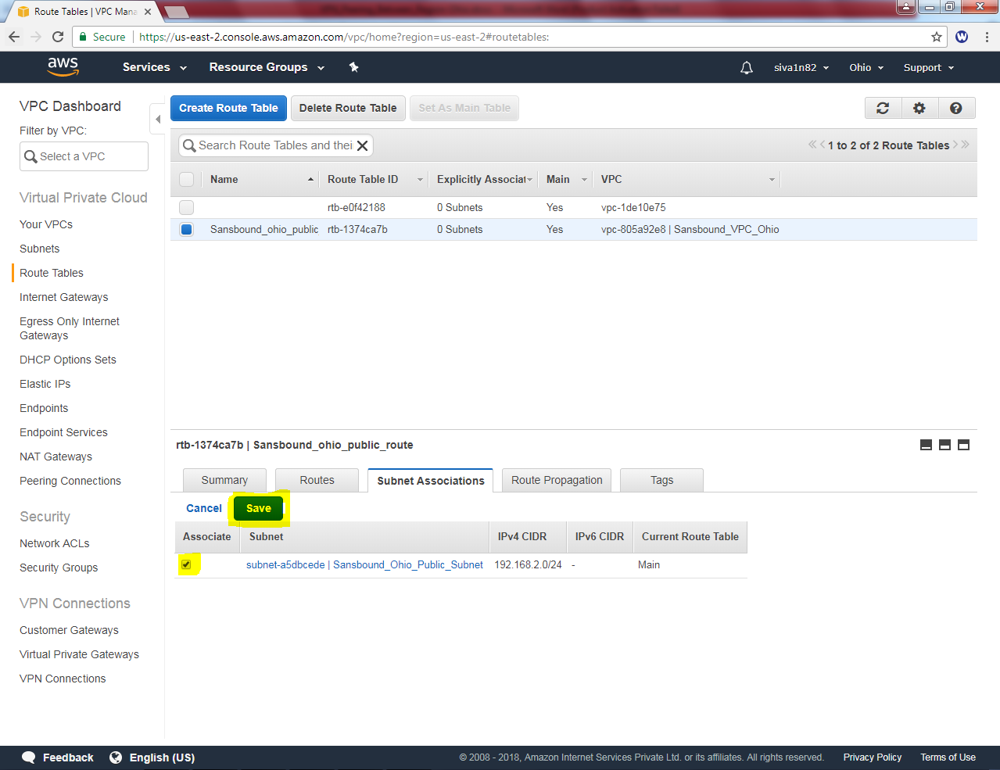 Route Tables | VPC Mana
Secure
https://us-east-2.console.aws.amazon.com/vpc/home?region=us-east-2#routetables:
W
aws
Services
Resource Groups
siva1n82
Ohio
Support
VPC Dashboard
Filter by VPC:
Select a VPC
Virtual Private Cloud
Your VPCs
Subnets
Route Tables
Internet Gateways
Egress Only Internet
Gateways
DHCP Options Sets
Elastic IPs
Endpoints
Endpoint Services
NAT Gateways
Peering Connections
Security
Network ACLs
Security Groups
VPN Connections
Customer Gateways
Virtual Private Gateways
VPN Connections
Create Route Table
Delete Route Table
Set As Main Table
Search Route Tables and thei
1 to 2 of 2 Route Tables
Name Route Table ID Explicitly Associat Main VPC
rtb-e0f42188 0 Subnets Yes vpc-1de10e75
Sansbound_ohio_public rtb-1374ca7b 0 Subnets Yes vpc-805a92e8 | Sansbound_VPC_Ohio
rtb-1374ca7b | Sansbound_ohio_public_route
Summary Routes Subnet Associations Route Propagation Tags
Cancel Save
Associate Subnet IPv4 CIDR IPv6 CIDR Current Route Table
subnet-a5dbcede | Sansbound_Ohio_Public_Subnet 192.168.2.0/24 - Main
Feedback English (US) © 2008 - 2018, Amazon Internet Services Private Ltd. or its affiliates. All rights reserved. Privacy Policy Terms of Use